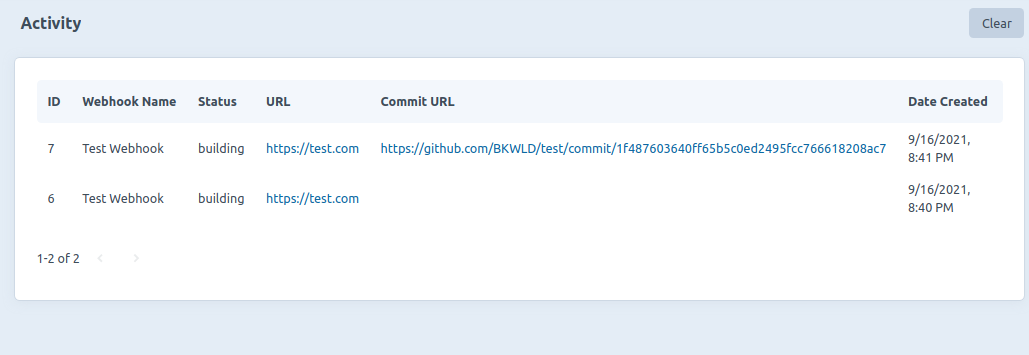 Activity
Clear
ID Webhook Name Status URL Commit URL Date Created
7 Test Webhook building https://test.com https://github.com/BKWLD/test/commit/1f487603640ff65b5c0ed2495fcc766618208ac7 9/16/2021,
8:41 PM
6 Test Webhook building https://test.com 9/16/2021,
8:40 PM
1-2 of 2